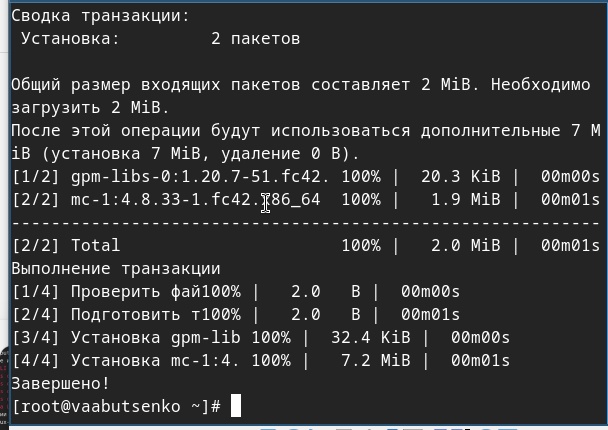 Сводка транзакции:
Установка: 2 пакетов
Общий размер входящих пакетов составляет 2 MiB. Необходимо
загрузить 2 MiB.
После этой операции будут использоваться дополнительные 7 M
iB (установка 7 MiB, удаление 0 B).
[1/2] gpm-libs-0:1.20.7-51.fc42. 100% | 20.3 KiB | 00m00s
[2/2] mc-1:4.8.33-1.fc42.x86_64 100% | 1.9 MiB | 00m01s
------------------------------------------------------------
[2/2] Total 100% | 2.0 MiB | 00m01s
Выполнение транзакции
[1/4] Проверить фай100% | 2.0 B | 00m00s
[2/4] Подготовить т100% | 2.0 B | 00m01s
[3/4] Установка gpm-lib 100% | 32.4 KiB | 00m00s
[4/4] Установка mc-1:4. 100% | 7.2 MiB | 00m01s
Завершено!
[root@vaabutsenko ~]#